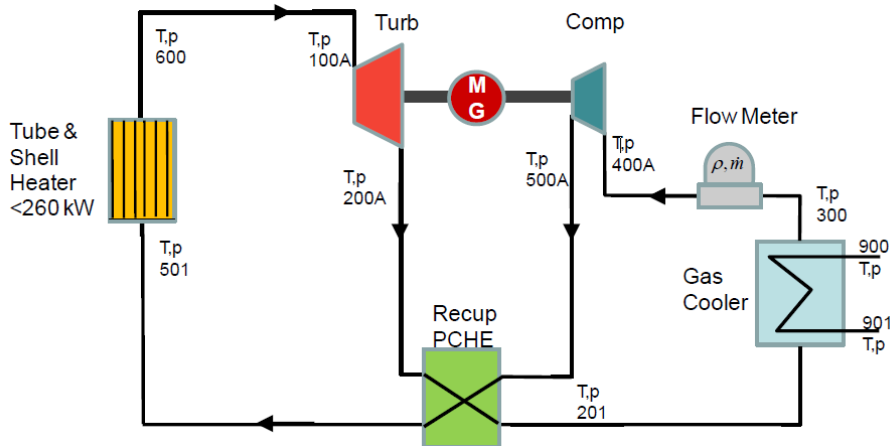 Turb
Comp
T,p
600
T,p
100A
M
G
Flow Meter
ρ,ṁ
Tube &
Shell
Heater
<260 kW
T,p
200A
T,p
500A
T,p
400A
T,p
300
T,p
501
Gas
Cooler
900
T,p
901
T,p
Recup
PCHE
T,p
201